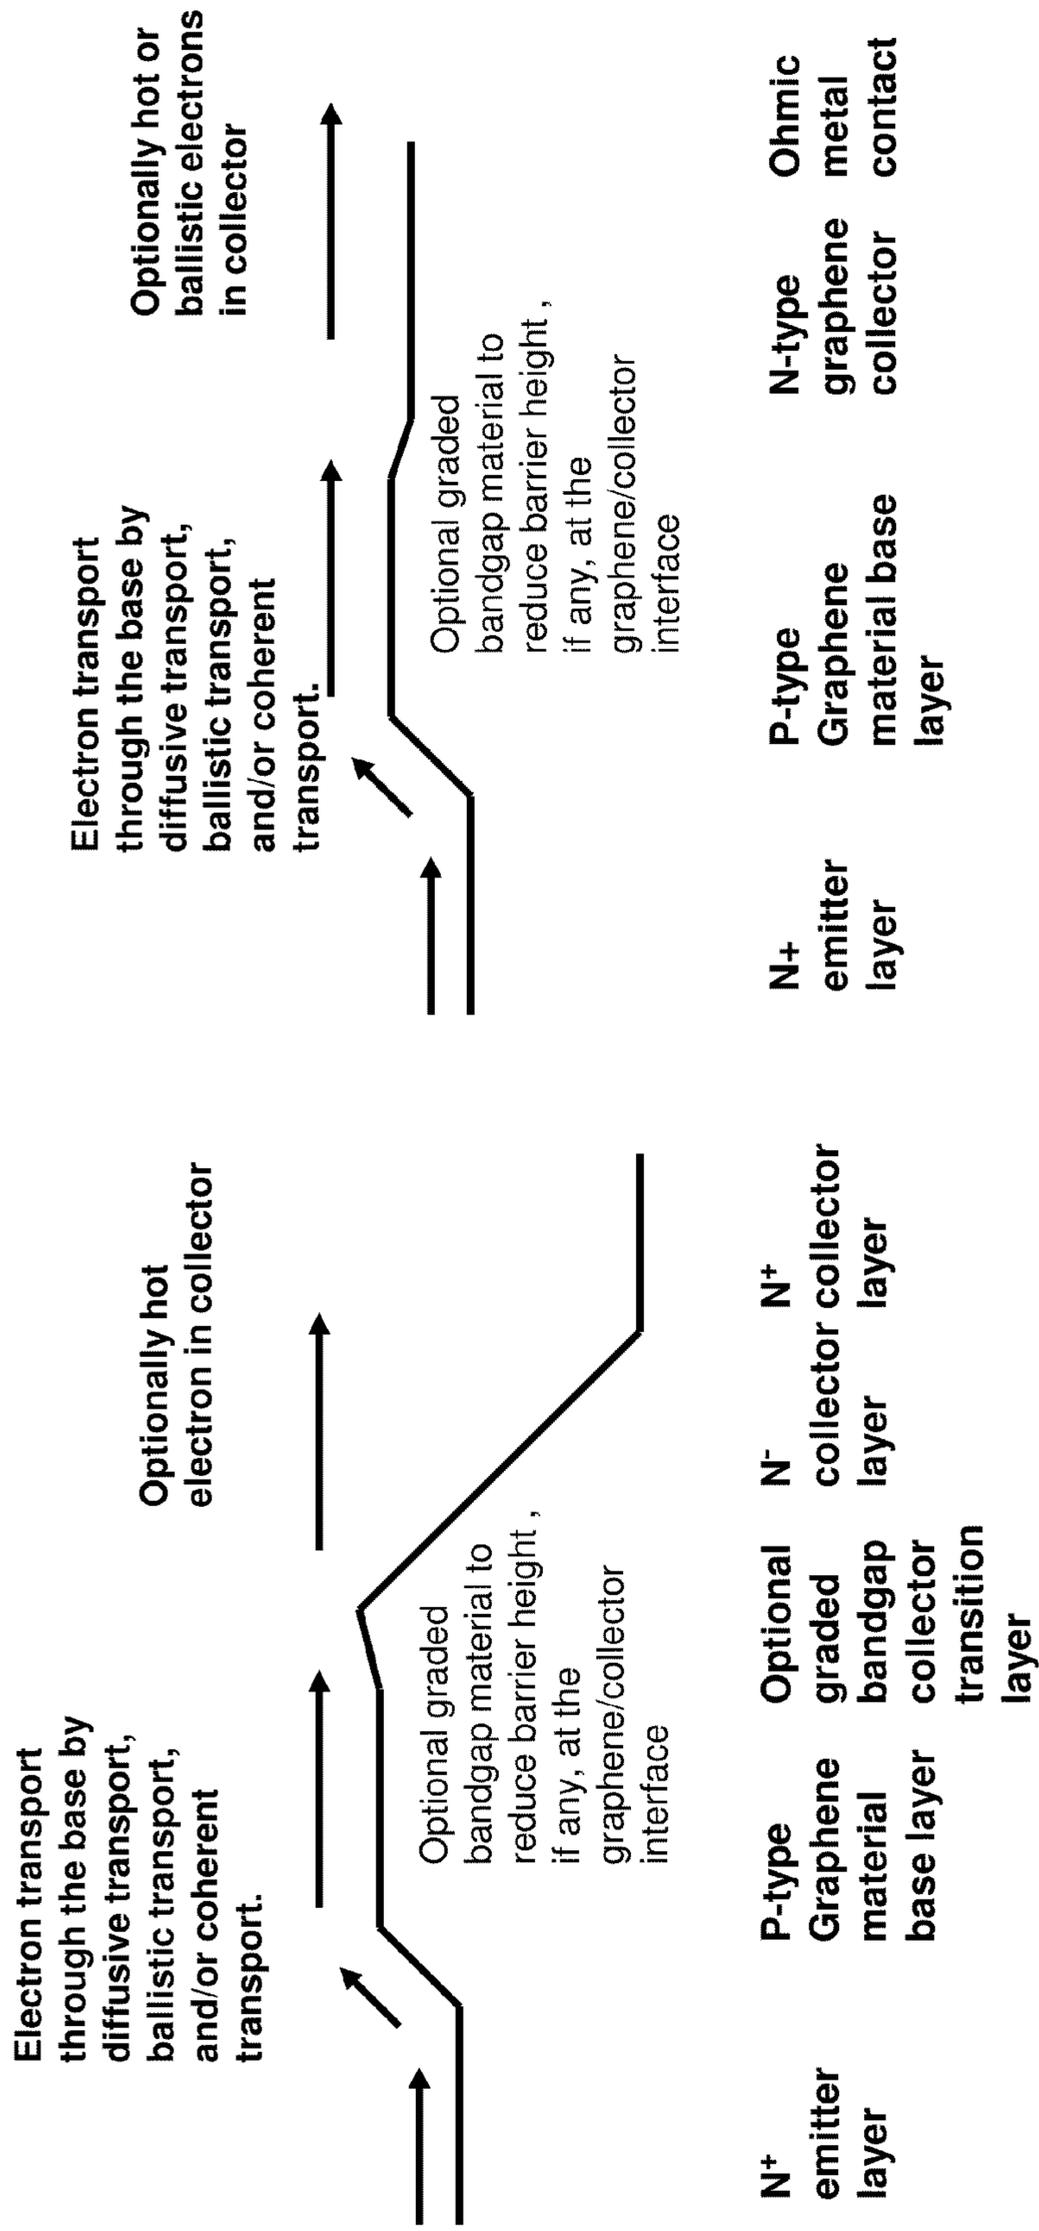 Electron transport
through the base by
diffusive transport,
ballistic transport,
and/or coherent
transport.
Optionally hot
electron in collector
Optional graded
bandgap material to
reduce barrier height ,
if any, at the
graphene/collector
interface
N+
emitter
layer
P-type
Graphene
material
base layer
Optional
graded
bandgap
collector
transition
layer
N-
collector
layer
N+
collector
layer
Electron transport
through the base by
diffusive transport,
ballistic transport,
and/or coherent
transport.
Optionally hot or
ballistic electrons
in collector
Optional graded
bandgap material to
reduce barrier height ,
if any, at the
graphene/collector
interface
N+
emitter
layer
P-type
Graphene
material base
layer
N-type
graphene
collector
Ohmic
metal
contact